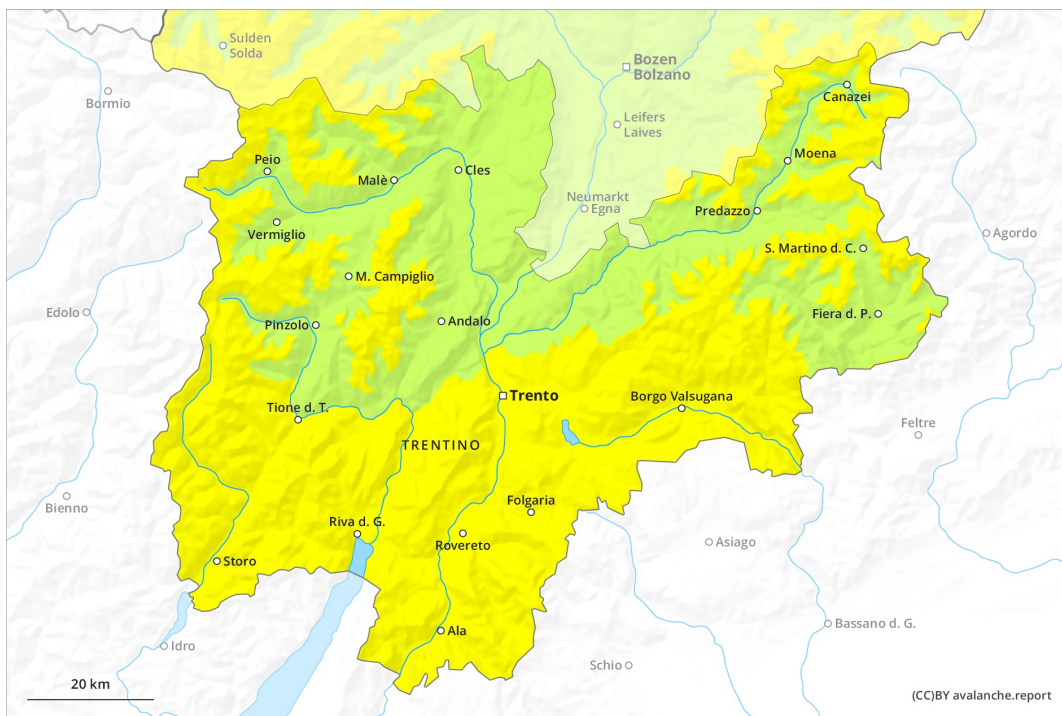 Sulden
Solda
Bozen
Bolzano
Bormio
Canazei
Leifers
Laives
Moena
Peio
Malè
Cles
Neumarkt
Egna
Predazzo
Vermiglio
Agordo
S. Martino d. C.
M. Campiglio
Edolo
Pinzolo
Andalo
Fiera d. P.
Trento
Borgo Valsugana
Tione d. T.
Feltre
TRENTINO
Bienno
Folgaria
Riva d. G.
Rovereto
Asiago
Storo
Bassano d. G.
Ala
Idro
Schio
20 km
(CC)BY avalanche.report